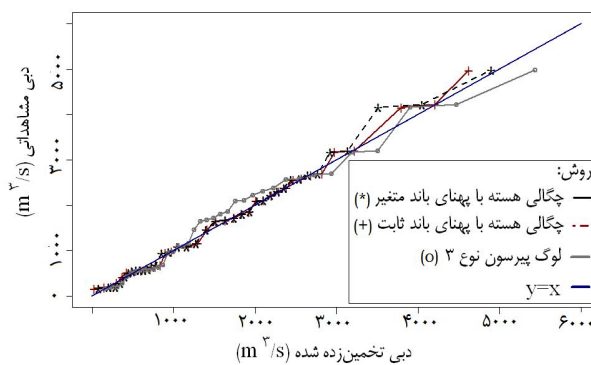 دبی مشاهداتی (m³/s)
۵۰۰۰
۳۰۰۰
۱۰۰۰
۰
روش:
چگالی هسته با پهنای باند متغیر (*)
چگالی هسته با پهنای باند ثابت (+)
لوگ پیرسون نوع ۳ (o)
y=x
۱۰۰۰ ۲۰۰۰ ۳۰۰۰ ۴۰۰۰ ۵۰۰۰ ۶۰۰۰
دبی تخمین‌زده شده (m³/s)